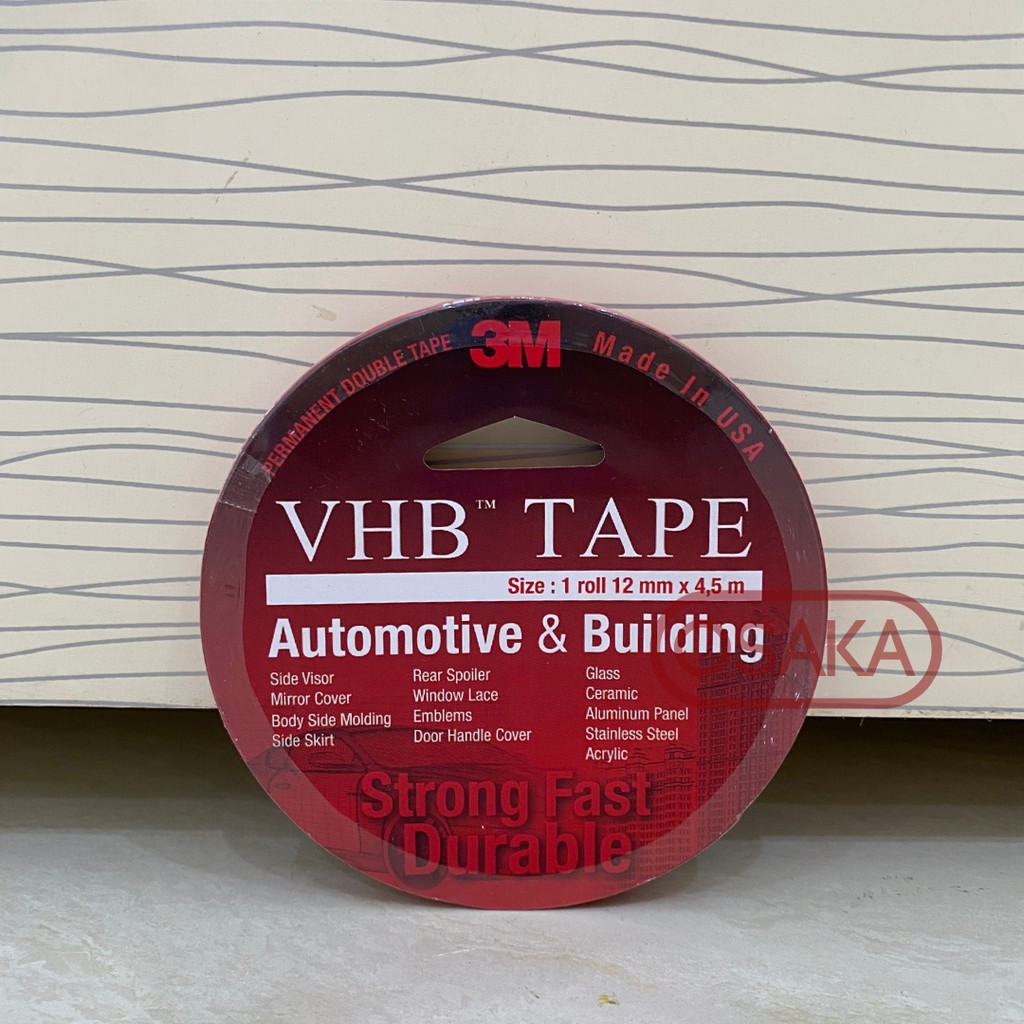 PERMANENT DOUBLE TAPE
3M
Made In USA
VHB™ TAPE
Size : 1 roll 12 mm x 4,5 m
Automotive & Building
OSAKA
Side Visor
Mirror Cover
Body Side Molding
Side Skirt
Rear Spoiler
Window Lace
Emblems
Door Handle Cover
Glass
Ceramic
Aluminum Panel
Stainless Steel
Acrylic
Strong Fast
Durable